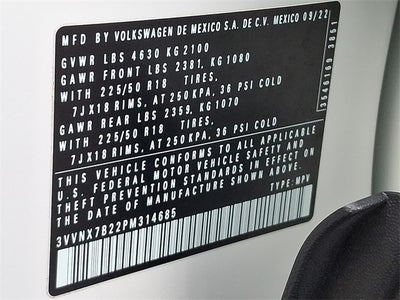 MFD BY VOLKSWAGEN DE MEXICO S.A. DE C.V. MEXICO 09/22
GVWR LBS 4630 KG 2100
GAWR FRONT LBS 2381, KG 1080
WITH 225/50 R18 TIRES,
7JX18 RIMS, AT 250 KPA, 36 PSI COLD
GAWR REAR LBS 2359, KG 1070
WITH 225/50 R18 TIRES,
7JX18 RIMS, AT 250 KPA, 36 PSI COLD
THIS VEHICLE CONFORMS TO ALL APPLICABLE
U.S. FEDERAL MOTOR VEHICLE SAFETY AND
THEFT PREVENTION STANDARDS IN EFFECT ON
THE DATE OF MANUFACTURE SHOWN ABOVE.
3VVNX7B22PM314685 TYPE: MPV
3546169 3861